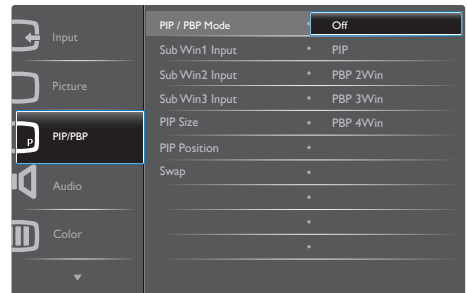 Input
Picture
P
PIP/PBP
Audio
Color
PIP / PBP Mode • Off
Sub Win1 Input • PIP
Sub Win2 Input • PBP 2Win
Sub Win3 Input • PBP 3Win
PIP Size • PBP 4Win
PIP Position •
Swap •
•
•
•